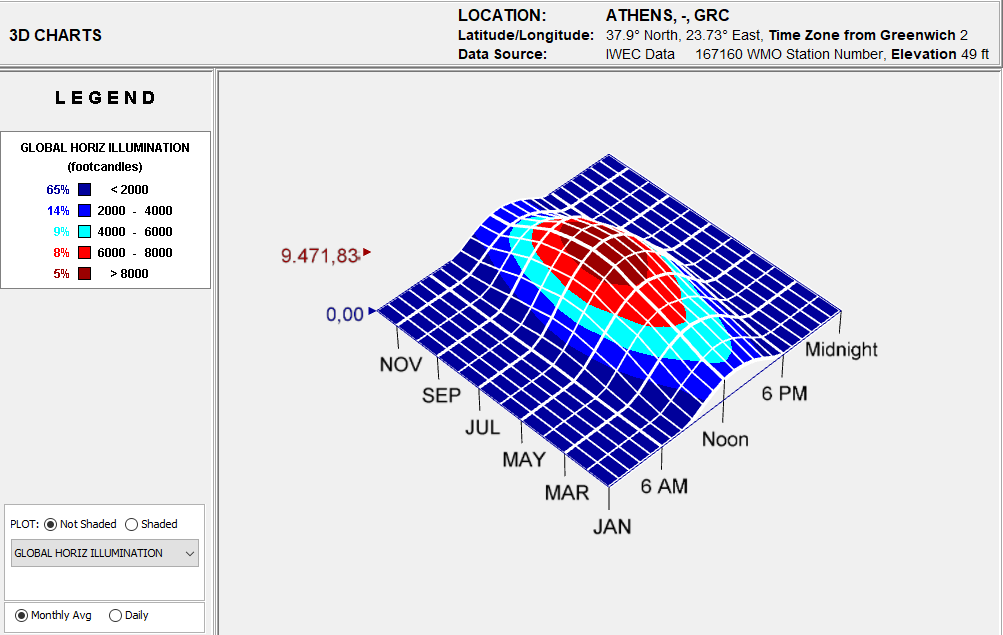 3D CHARTS
LOCATION: ATHENS, -, GRC
Latitude/Longitude: 37.9° North, 23.73° East, Time Zone from Greenwich 2
Data Source: IWEC Data 167160 WMO Station Number, Elevation 49 ft
LEGEND
GLOBAL HORIZ ILLUMINATION
(footcandles)
65% < 2000
14% 2000 - 4000
9% 4000 - 6000
8% 6000 - 8000
5% > 8000
9.471,83
0,00
NOV
SEP
JUL
MAY
MAR
JAN
6 AM
Noon
6 PM
Midnight
PLOT: Not Shaded Shaded
GLOBAL HORIZ ILLUMINATION
Monthly Avg Daily